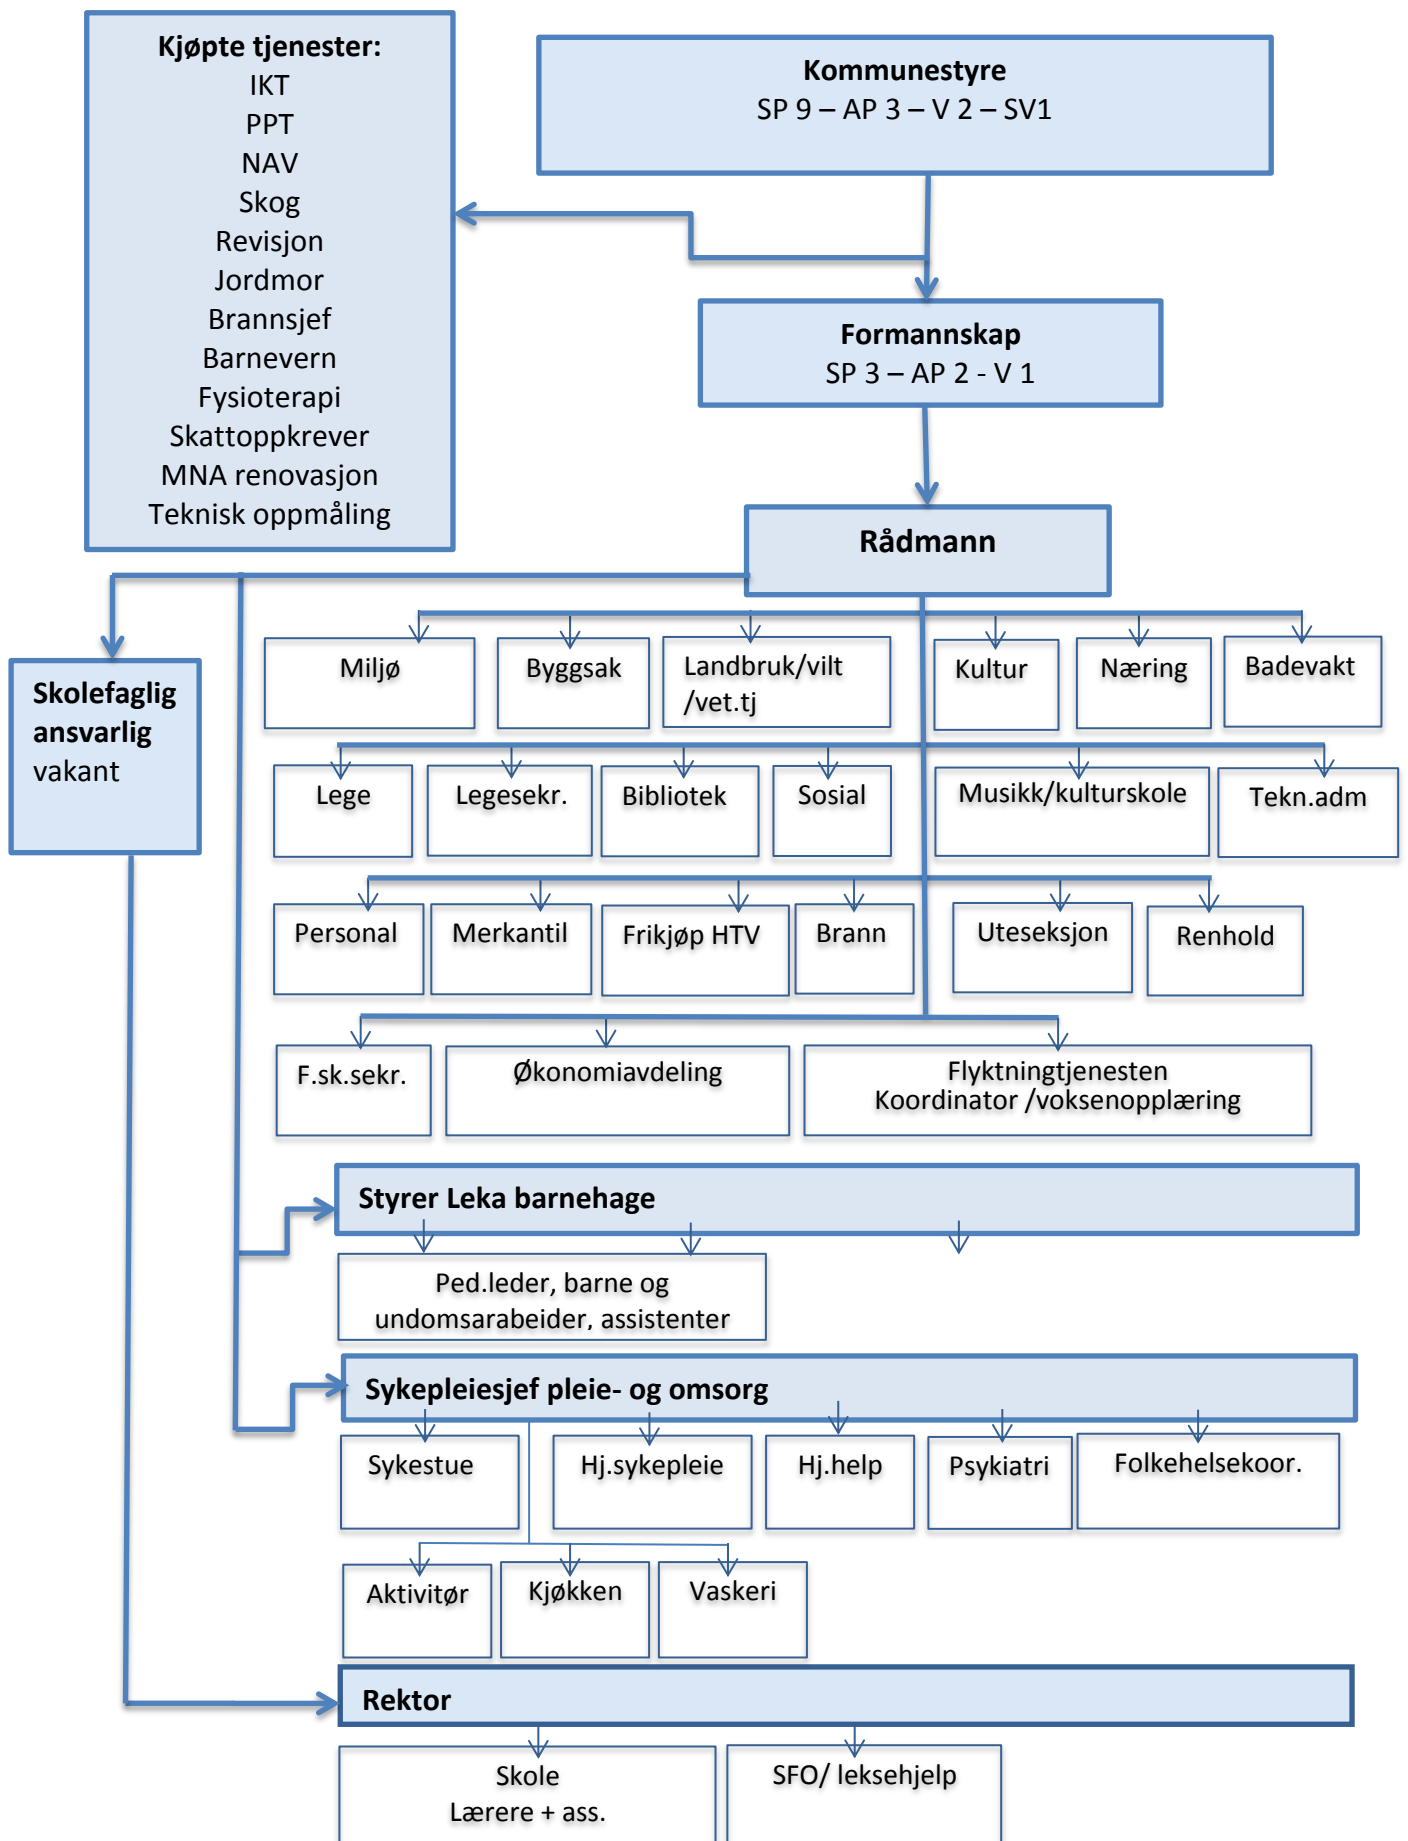 Kjøpte tjenester:
IKT
PPT
NAV
Skog
Revisjon
Jordmor
Brannsjef
Barnevern
Fysioterapi
Skattoppkrever
MNA renovasjon
Teknisk oppmåling
Kommunestyre
SP 9 – AP 3 – V 2 – SV1
Formannskap
SP 3 – AP 2 - V 1
Rådmann
Skolefaglig
ansvarlig
vakant
Miljø
Byggsak
Landbruk/vilt
/vet.tj
Kultur
Næring
Badevakt
Lege
Legesekr.
Bibliotek
Sosial
Musikk/kulturskole
Tekn.adm
Personal
Merkantil
Frikjøp HTV
Brann
Uteseksjon
Renhold
F.sk.sekr.
Økonomiavdeling
Flyktningtjenesten
Koordinator /voksenopplæring
Styrer Leka barnehage
Ped.leder, barne og
undomsarabeider, assistenter
Sykepleiesjef pleie- og omsorg
Sykestue
Hj.sykepleie
Hj.help
Psykiatri
Folkehelsekoor.
Aktivitør
Kjøkken
Vaskeri
Rektor
Skole
Lærere + ass.
SFO/ leksehjelp